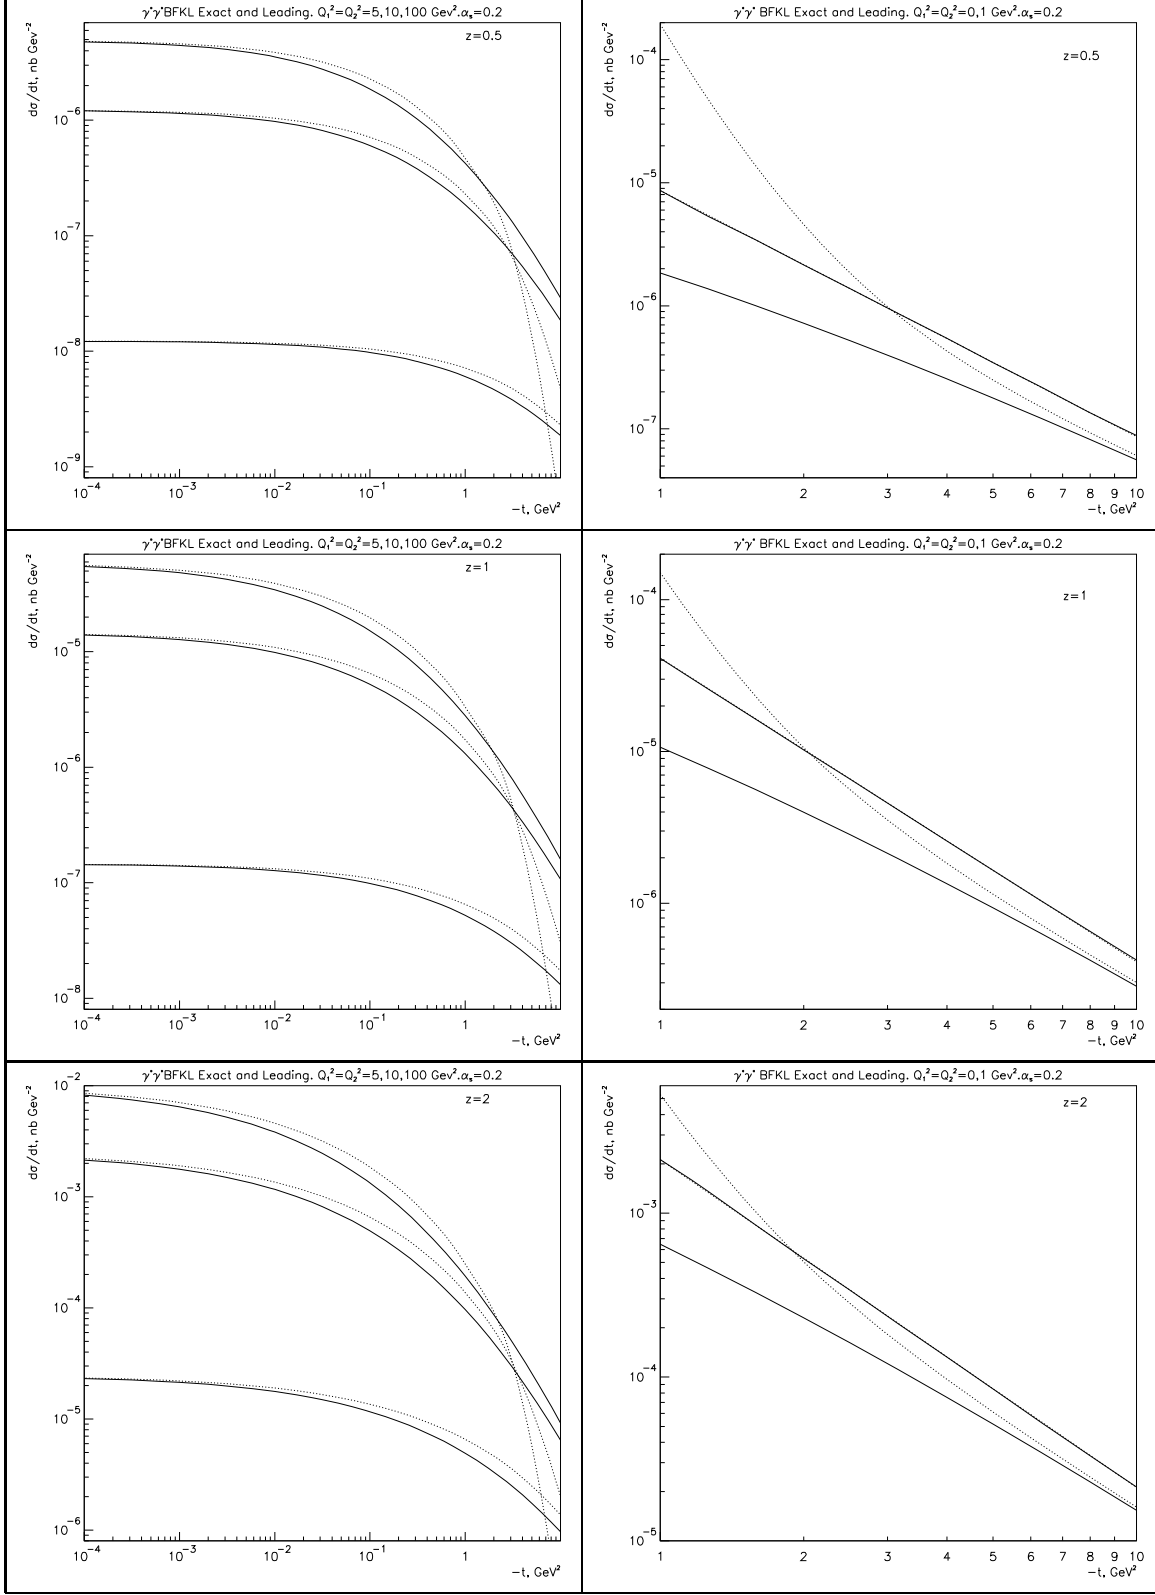 γ*γ* BFKL Exact and Leading. Q₁²=Q₂²=5,10,100 Gev².αₛ=0.2
z=0.5
dσ/dt, nb Gev⁻²
10⁻⁶
10⁻⁷
10⁻⁸
10⁻⁹
10⁻⁴ 10⁻³ 10⁻² 10⁻¹ 1
−t, GeV²
γ*γ* BFKL Exact and Leading. Q₁²=Q₂²=0,1 Gev².αₛ=0.2
z=0.5
dσ/dt, nb Gev⁻²
10⁻⁴
10⁻⁵
10⁻⁶
10⁻⁷
1 2 3 4 5 6 7 8 9 10
−t, GeV²
γ*γ* BFKL Exact and Leading. Q₁²=Q₂²=5,10,100 Gev².αₛ=0.2
z=1
dσ/dt, nb Gev⁻²
10⁻⁵
10⁻⁶
10⁻⁷
10⁻⁸
10⁻⁴ 10⁻³ 10⁻² 10⁻¹ 1
−t, GeV²
γ*γ* BFKL Exact and Leading. Q₁²=Q₂²=0,1 Gev².αₛ=0.2
z=1
dσ/dt, nb Gev⁻²
10⁻⁴
10⁻⁵
10⁻⁶
1 2 3 4 5 6 7 8 9 10
−t, GeV²
γ*γ* BFKL Exact and Leading. Q₁²=Q₂²=5,10,100 Gev².αₛ=0.2
z=2
dσ/dt, nb Gev⁻²
10⁻²
10⁻³
10⁻⁴
10⁻⁵
10⁻⁶
10⁻⁴ 10⁻³ 10⁻² 10⁻¹ 1
−t, GeV²
γ*γ* BFKL Exact and Leading. Q₁²=Q₂²=0,1 Gev².αₛ=0.2
z=2
dσ/dt, nb Gev⁻²
10⁻³
10⁻⁴
10⁻⁵
1 2 3 4 5 6 7 8 9 10
−t, GeV²